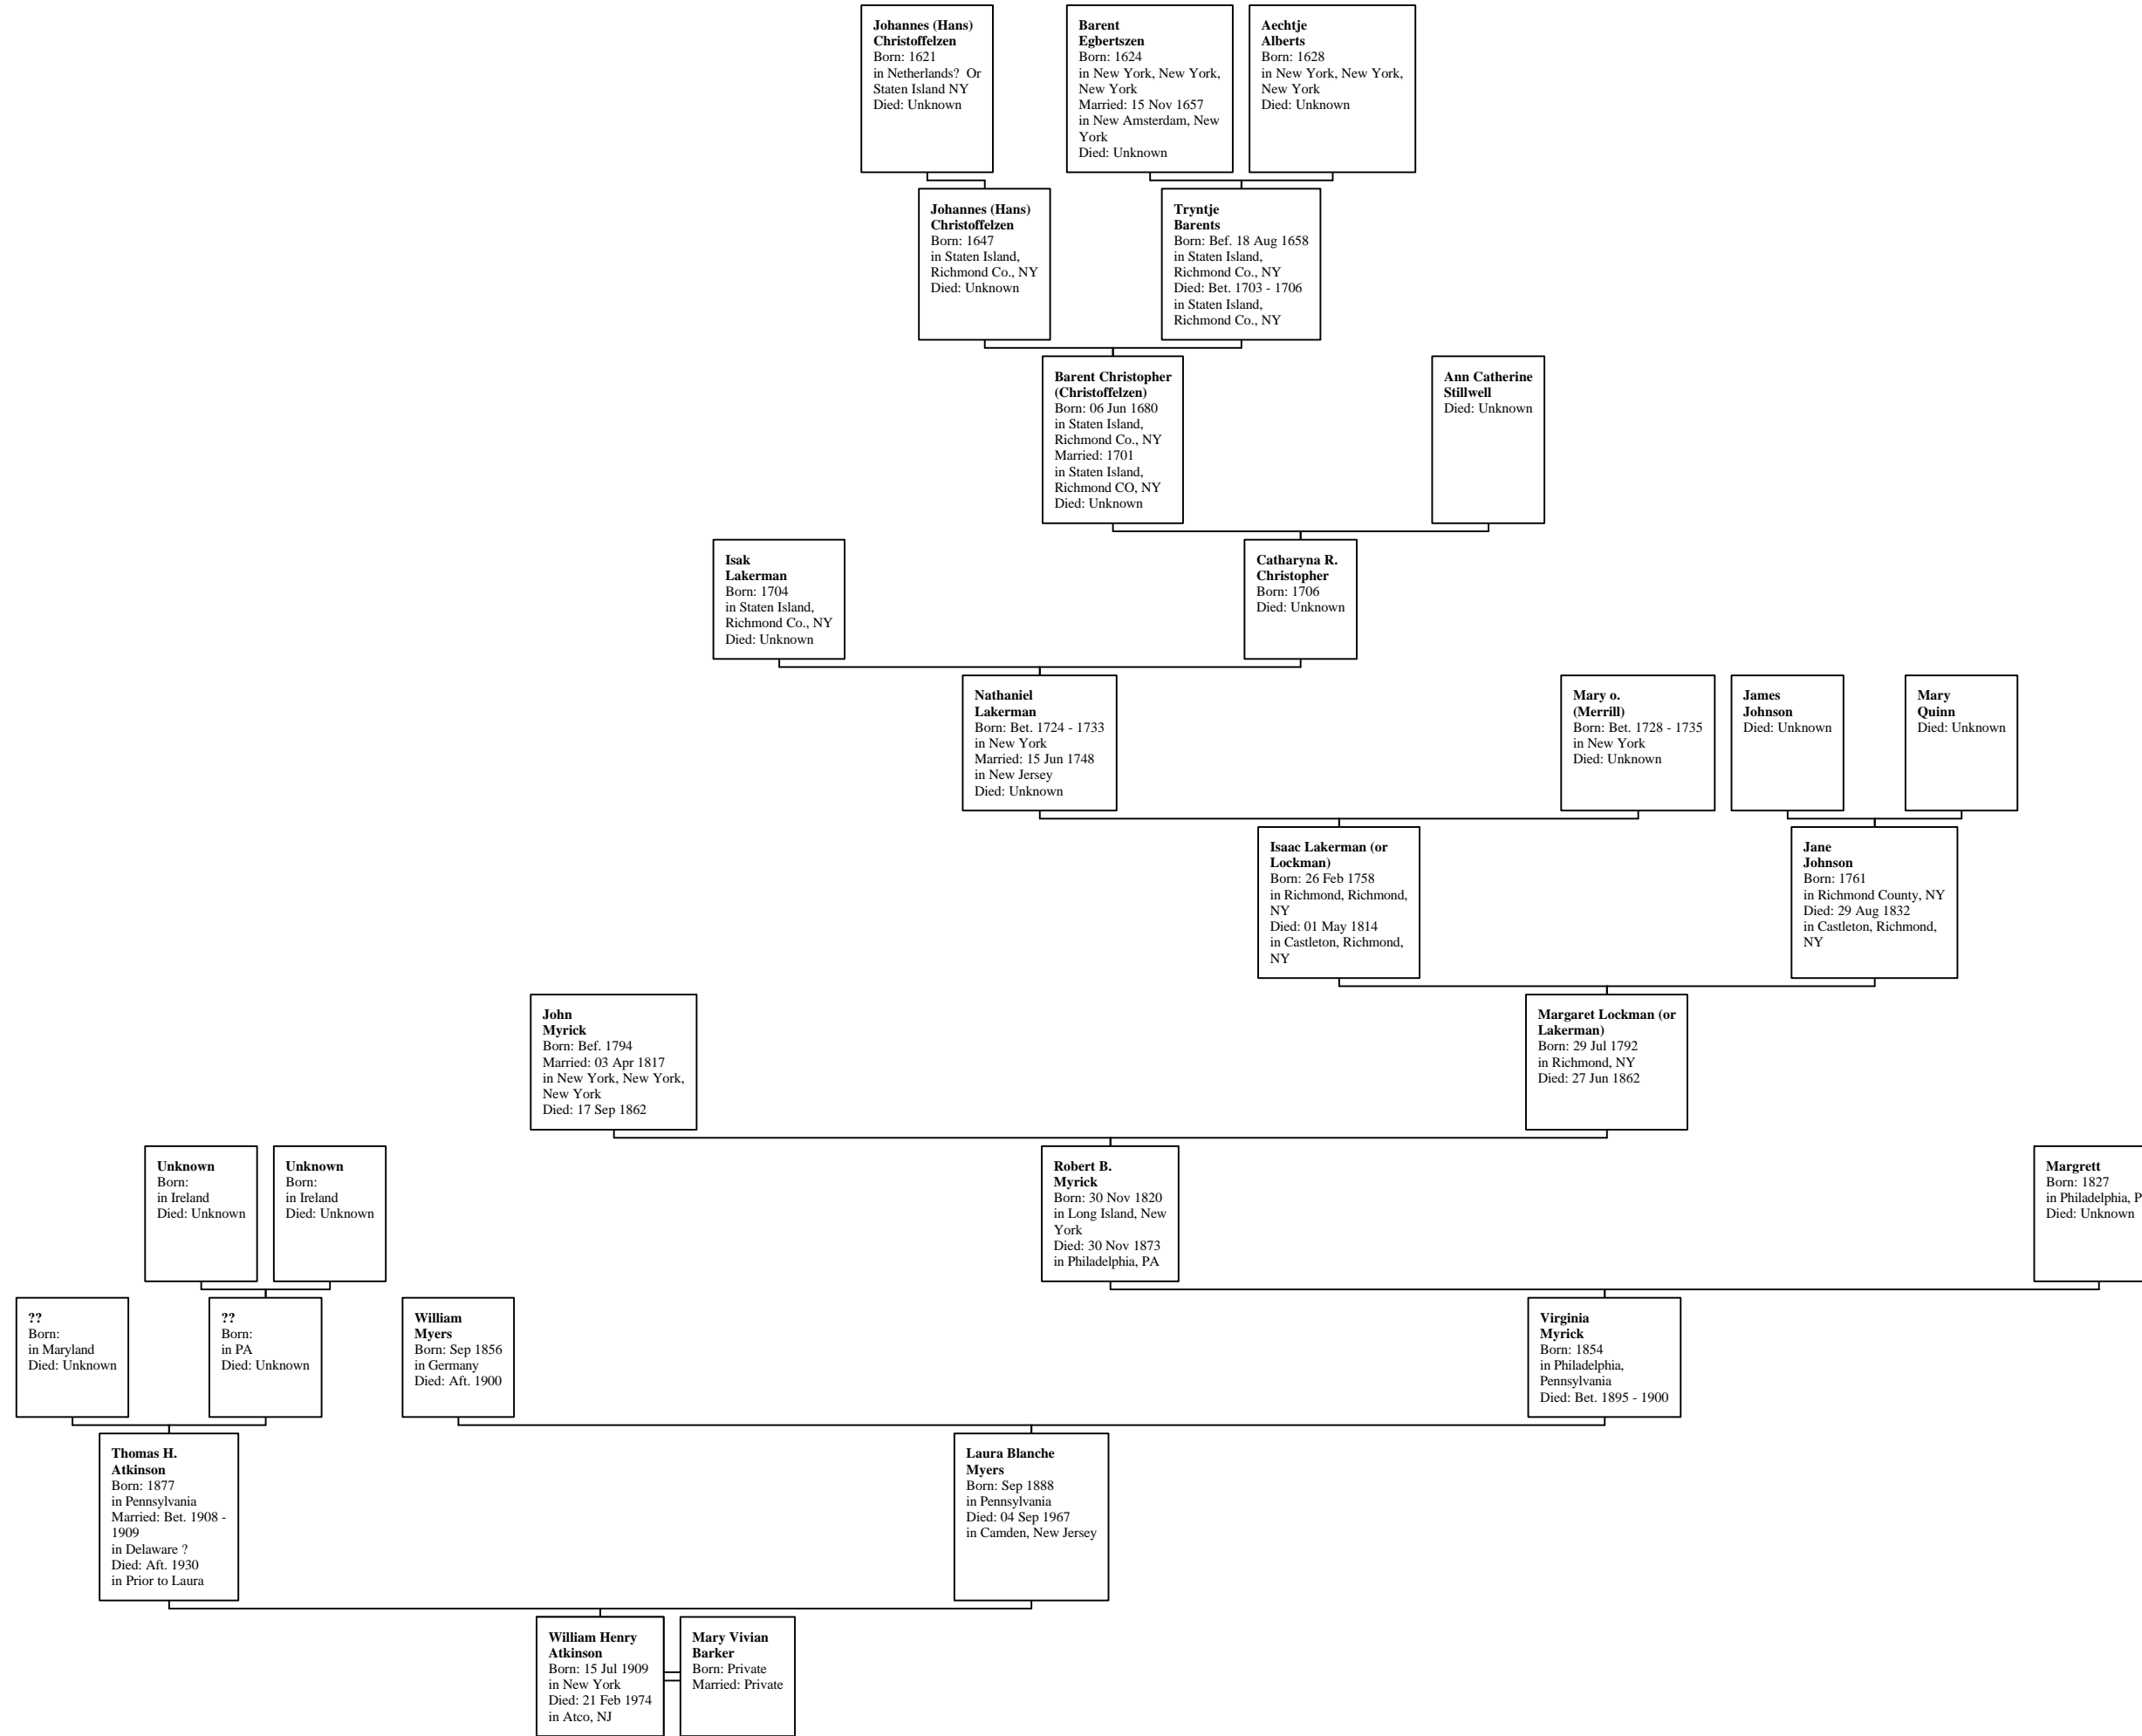 Johannes (Hans)
Christoffelzen
Born: 1621
in Netherlands?  Or
Staten Island NY
Died: Unknown
Barent
Egbertszen
Born: 1624
in New York, New York,
New York
Married: 15 Nov 1657
in New Amsterdam, New
York
Died: Unknown
Aechtje
Alberts
Born: 1628
in New York, New York,
New York
Died: Unknown
Johannes (Hans)
Christoffelzen
Born: 1647
in Staten Island,
Richmond Co., NY
Died: Unknown
Tryntje
Barents
Born: Bef. 18 Aug 1658
in Staten Island,
Richmond Co., NY
Died: Bet. 1703 - 1706
in Staten Island,
Richmond Co., NY
Barent Christopher
(Christoffelzen)
Born: 06 Jun 1680
in Staten Island,
Richmond Co., NY
Married: 1701
in Staten Island,
Richmond CO, NY
Died: Unknown
Ann Catherine
Stillwell
Died: Unknown
Isak
Lakerman
Born: 1704
in Staten Island,
Richmond Co., NY
Died: Unknown
Catharyna R.
Christopher
Born: 1706
Died: Unknown
Nathaniel
Lakerman
Born: Bet. 1724 - 1733
in New York
Married: 15 Jun 1748
in New Jersey
Died: Unknown
Mary o.
(Merrill)
Born: Bet. 1728 - 1735
in New York
Died: Unknown
James
Johnson
Died: Unknown
Mary
Quinn
Died: Unknown
Isaac Lakerman (or
Lockman)
Born: 26 Feb 1758
in Richmond, Richmond,
NY
Died: 01 May 1814
in Castleton, Richmond,
NY
Jane
Johnson
Born: 1761
in Richmond County, NY
Died: 29 Aug 1832
in Castleton, Richmond,
NY
John
Myrick
Born: Bef. 1794
Married: 03 Apr 1817
in New York, New York,
New York
Died: 17 Sep 1862
Margaret Lockman (or
Lakerman)
Born: 29 Jul 1792
in Richmond, NY
Died: 27 Jun 1862
Unknown
Born:
in Ireland
Died: Unknown
Unknown
Born:
in Ireland
Died: Unknown
Robert B.
Myrick
Born: 30 Nov 1820
in Long Island, New
York
Died: 30 Nov 1873
in Philadelphia, PA
Margrett
Born: 1827
in Philadelphia, P
Died: Unknown
??
Born:
in Maryland
Died: Unknown
??
Born:
in PA
Died: Unknown
William
Myers
Born: Sep 1856
in Germany
Died: Aft. 1900
Virginia
Myrick
Born: 1854
in Philadelphia,
Pennsylvania
Died: Bet. 1895 - 1900
Thomas H.
Atkinson
Born: 1877
in Pennsylvania
Married: Bet. 1908 -
1909
in Delaware ?
Died: Aft. 1930
in Prior to Laura
Laura Blanche
Myers
Born: Sep 1888
in Pennsylvania
Died: 04 Sep 1967
in Camden, New Jersey
William Henry
Atkinson
Born: 15 Jul 1909
in New York
Died: 21 Feb 1974
in Atco, NJ
Mary Vivian
Barker
Born: Private
Married: Private